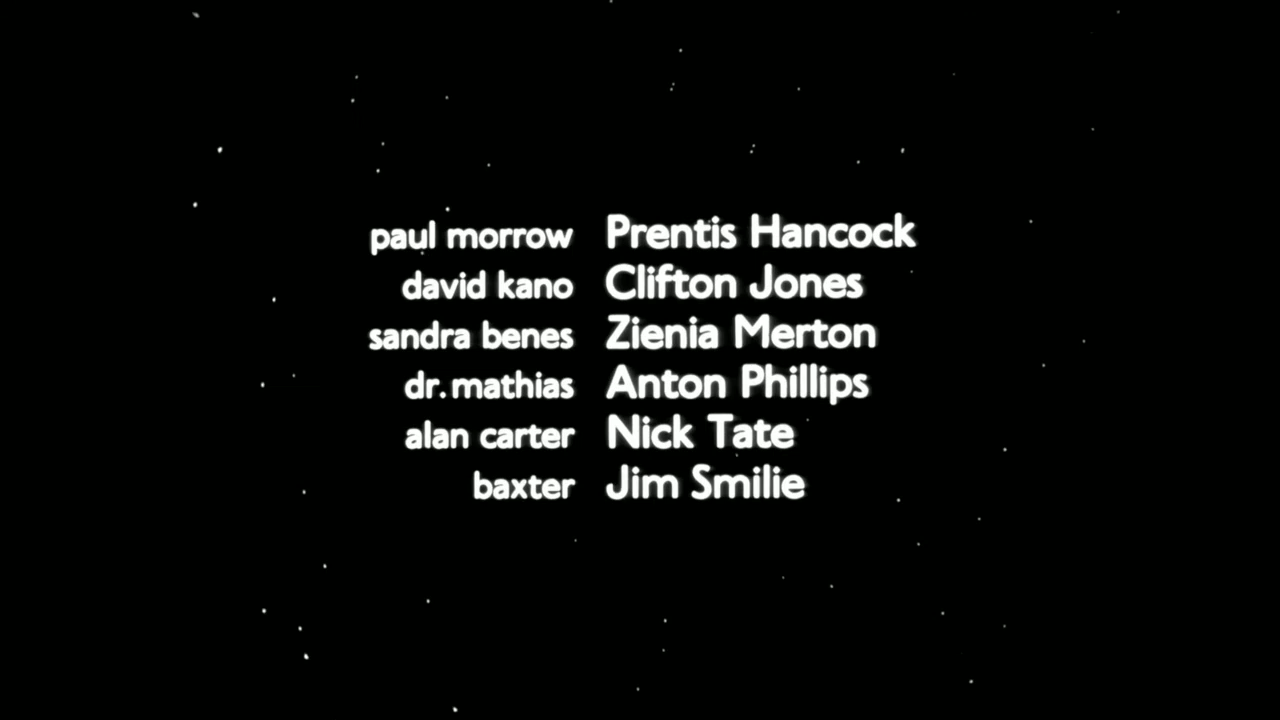 paul morrow Prentis Hancock
david kano Clifton Jones
sandra benes Zienia Merton
dr. mathias Anton Phillips
alan carter Nick Tate
baxter Jim Smilie